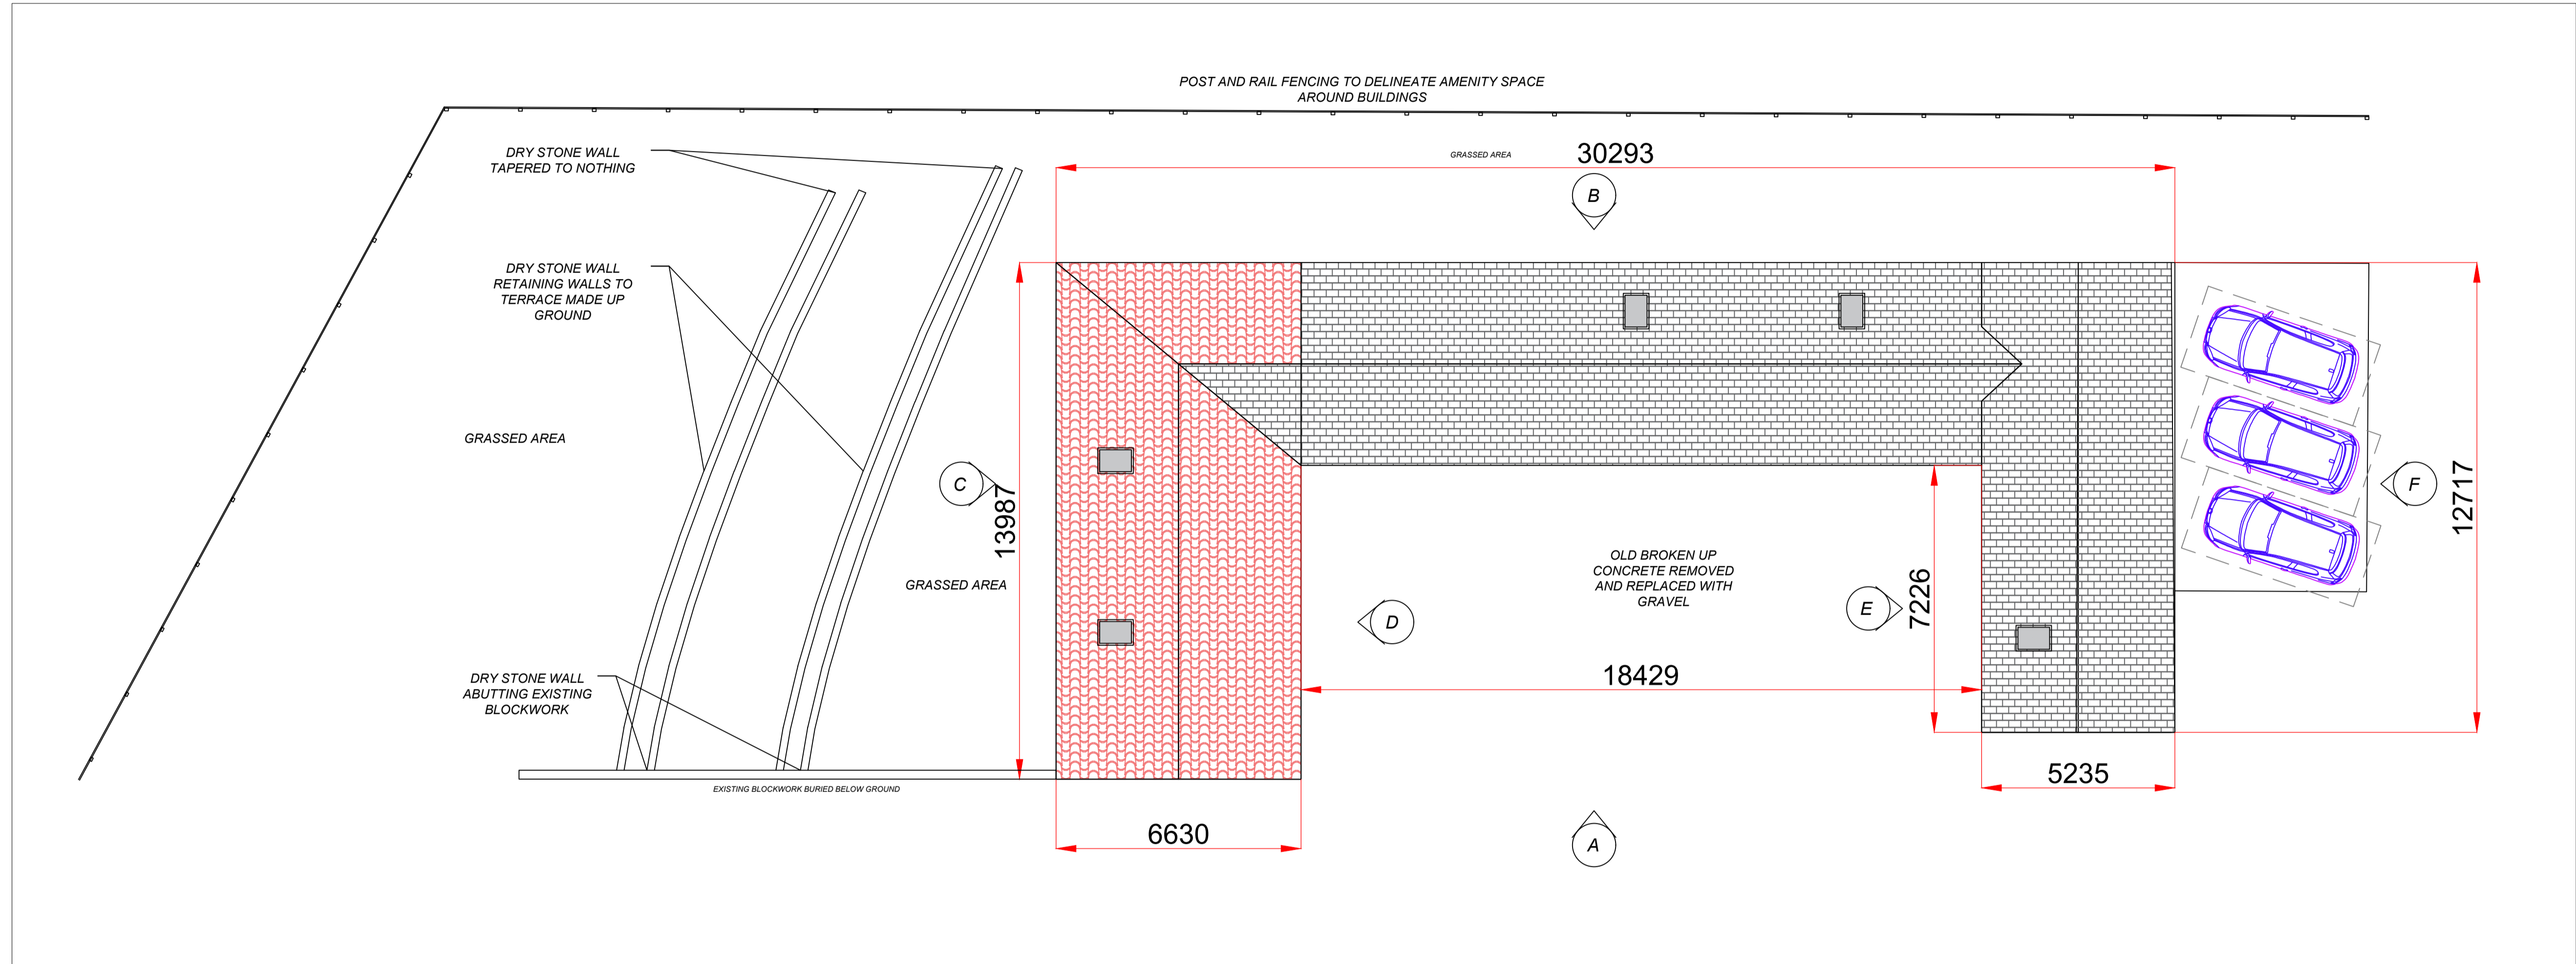 POST AND RAIL FENCING TO DELINEATE AMENITY SPACE
AROUND BUILDINGS
DRY STONE WALL
TAPERED TO NOTHING
GRASSED AREA
30293
B
DRY STONE WALL
RETAINING WALLS TO
TERRACE MADE UP
GROUND
GRASSED AREA
C
13987
F
12717
OLD BROKEN UP
CONCRETE REMOVED
AND REPLACED WITH
GRAVEL
GRASSED AREA
D
E
7226
DRY STONE WALL
ABUTTING EXISTING
BLOCKWORK
18429
EXISTING BLOCKWORK BURIED BELOW GROUND
5235
6630
A